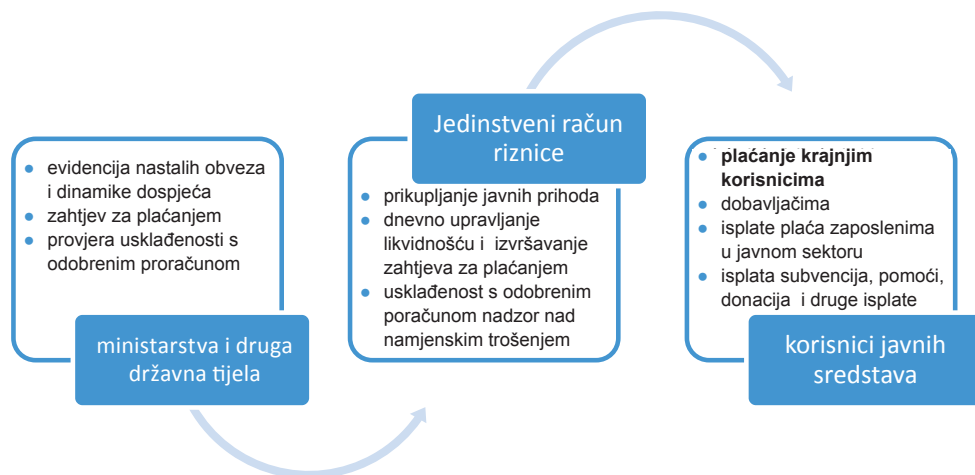 evidencija nastalih obveza
i dinamike dospjeća
zahtjev za plaćanjem
provjera usklađenosti s
odobrenim proračunom
ministarstva i druga
državna tijela
Jedinstveni račun
riznice
prikupljanje javnih prihoda
dnevno upravljanje
likvidnošću i izvršavanje
zahtjeva za plaćanjem
usklađenost s odobrenim
poračunom nadzor nad
namjenskim trošenjem
plaćanje krajnjim
korisnicima
dobavljačima
isplate plaća zaposlenima
u javnom sektoru
isplata subvencija, pomoći,
donacija i druge isplate
korisnici javnih
sredstava